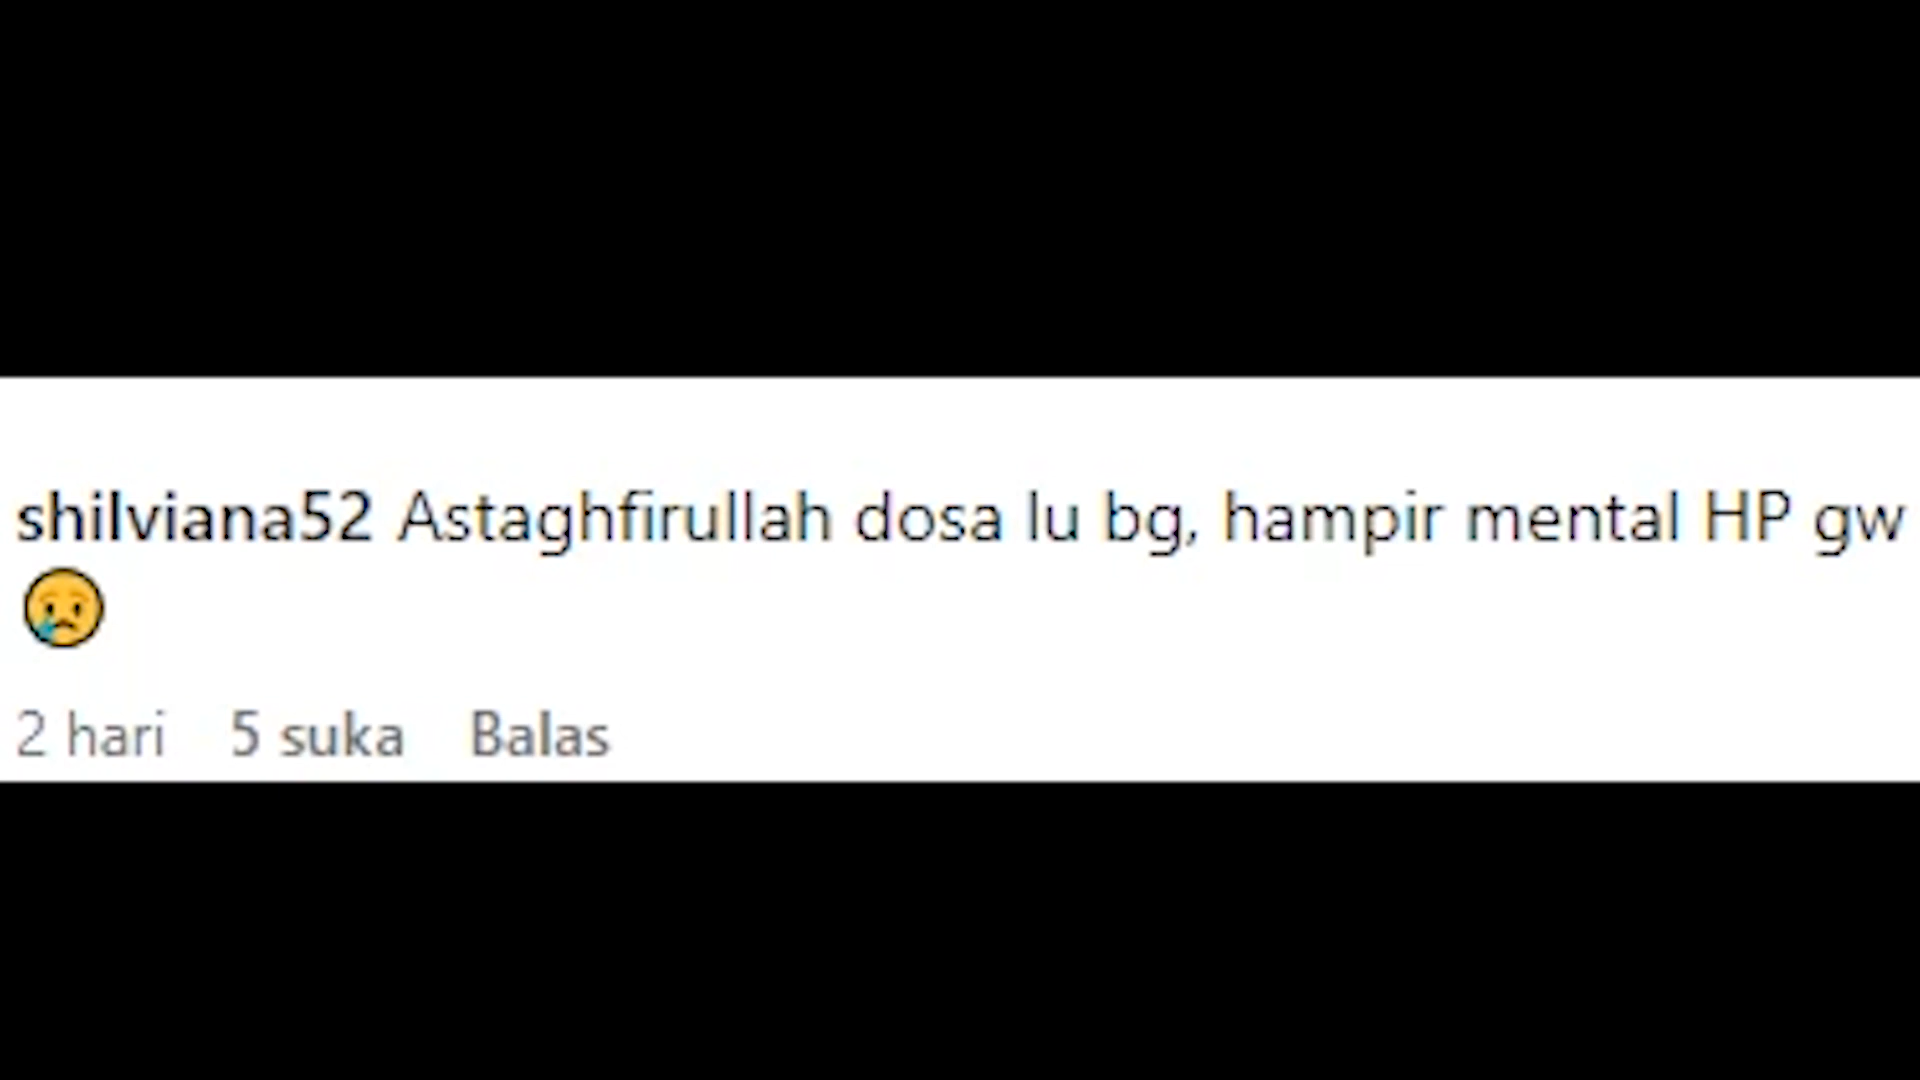 shilviana52 Astaghfirullah dosa lu bg, hampir mental HP gw
😢
2 hari 5 suka Balas